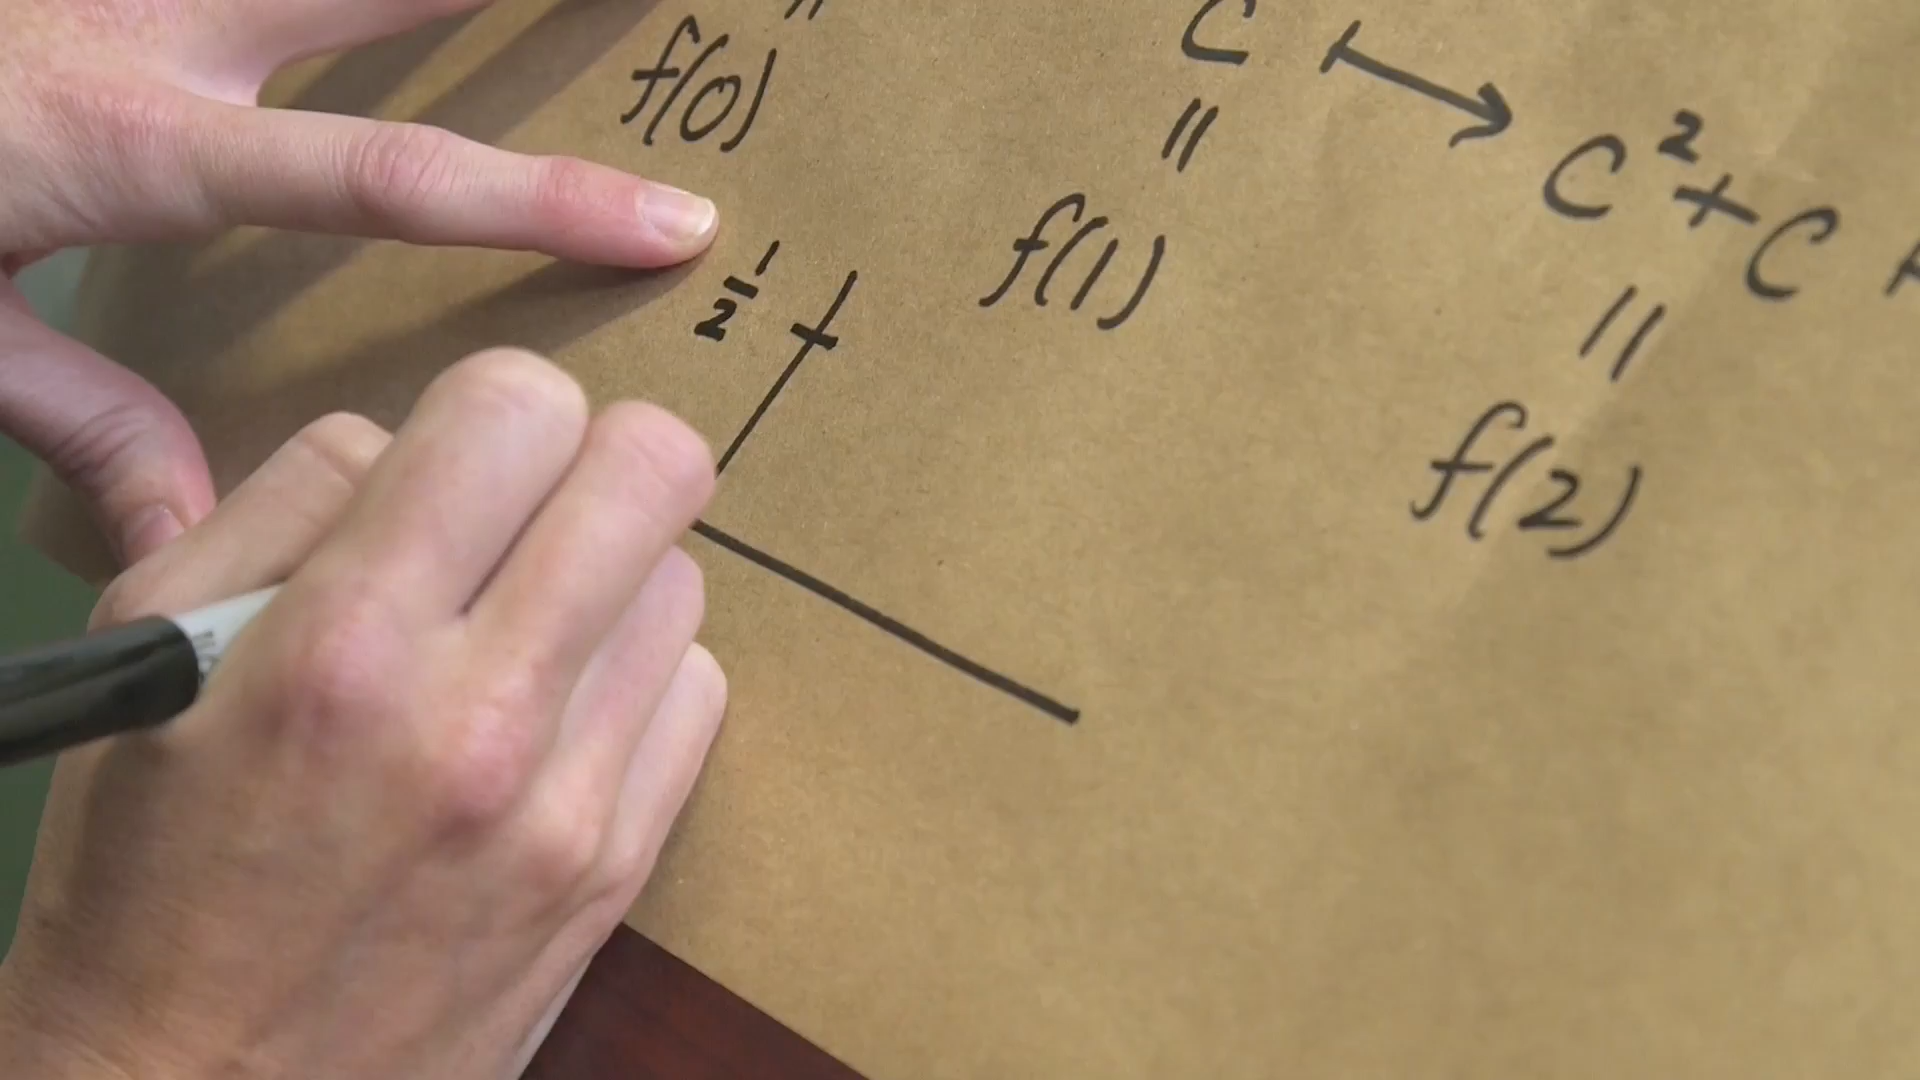 C ↦ C² + C
" "
f(0) f(1) f(2)
1/2